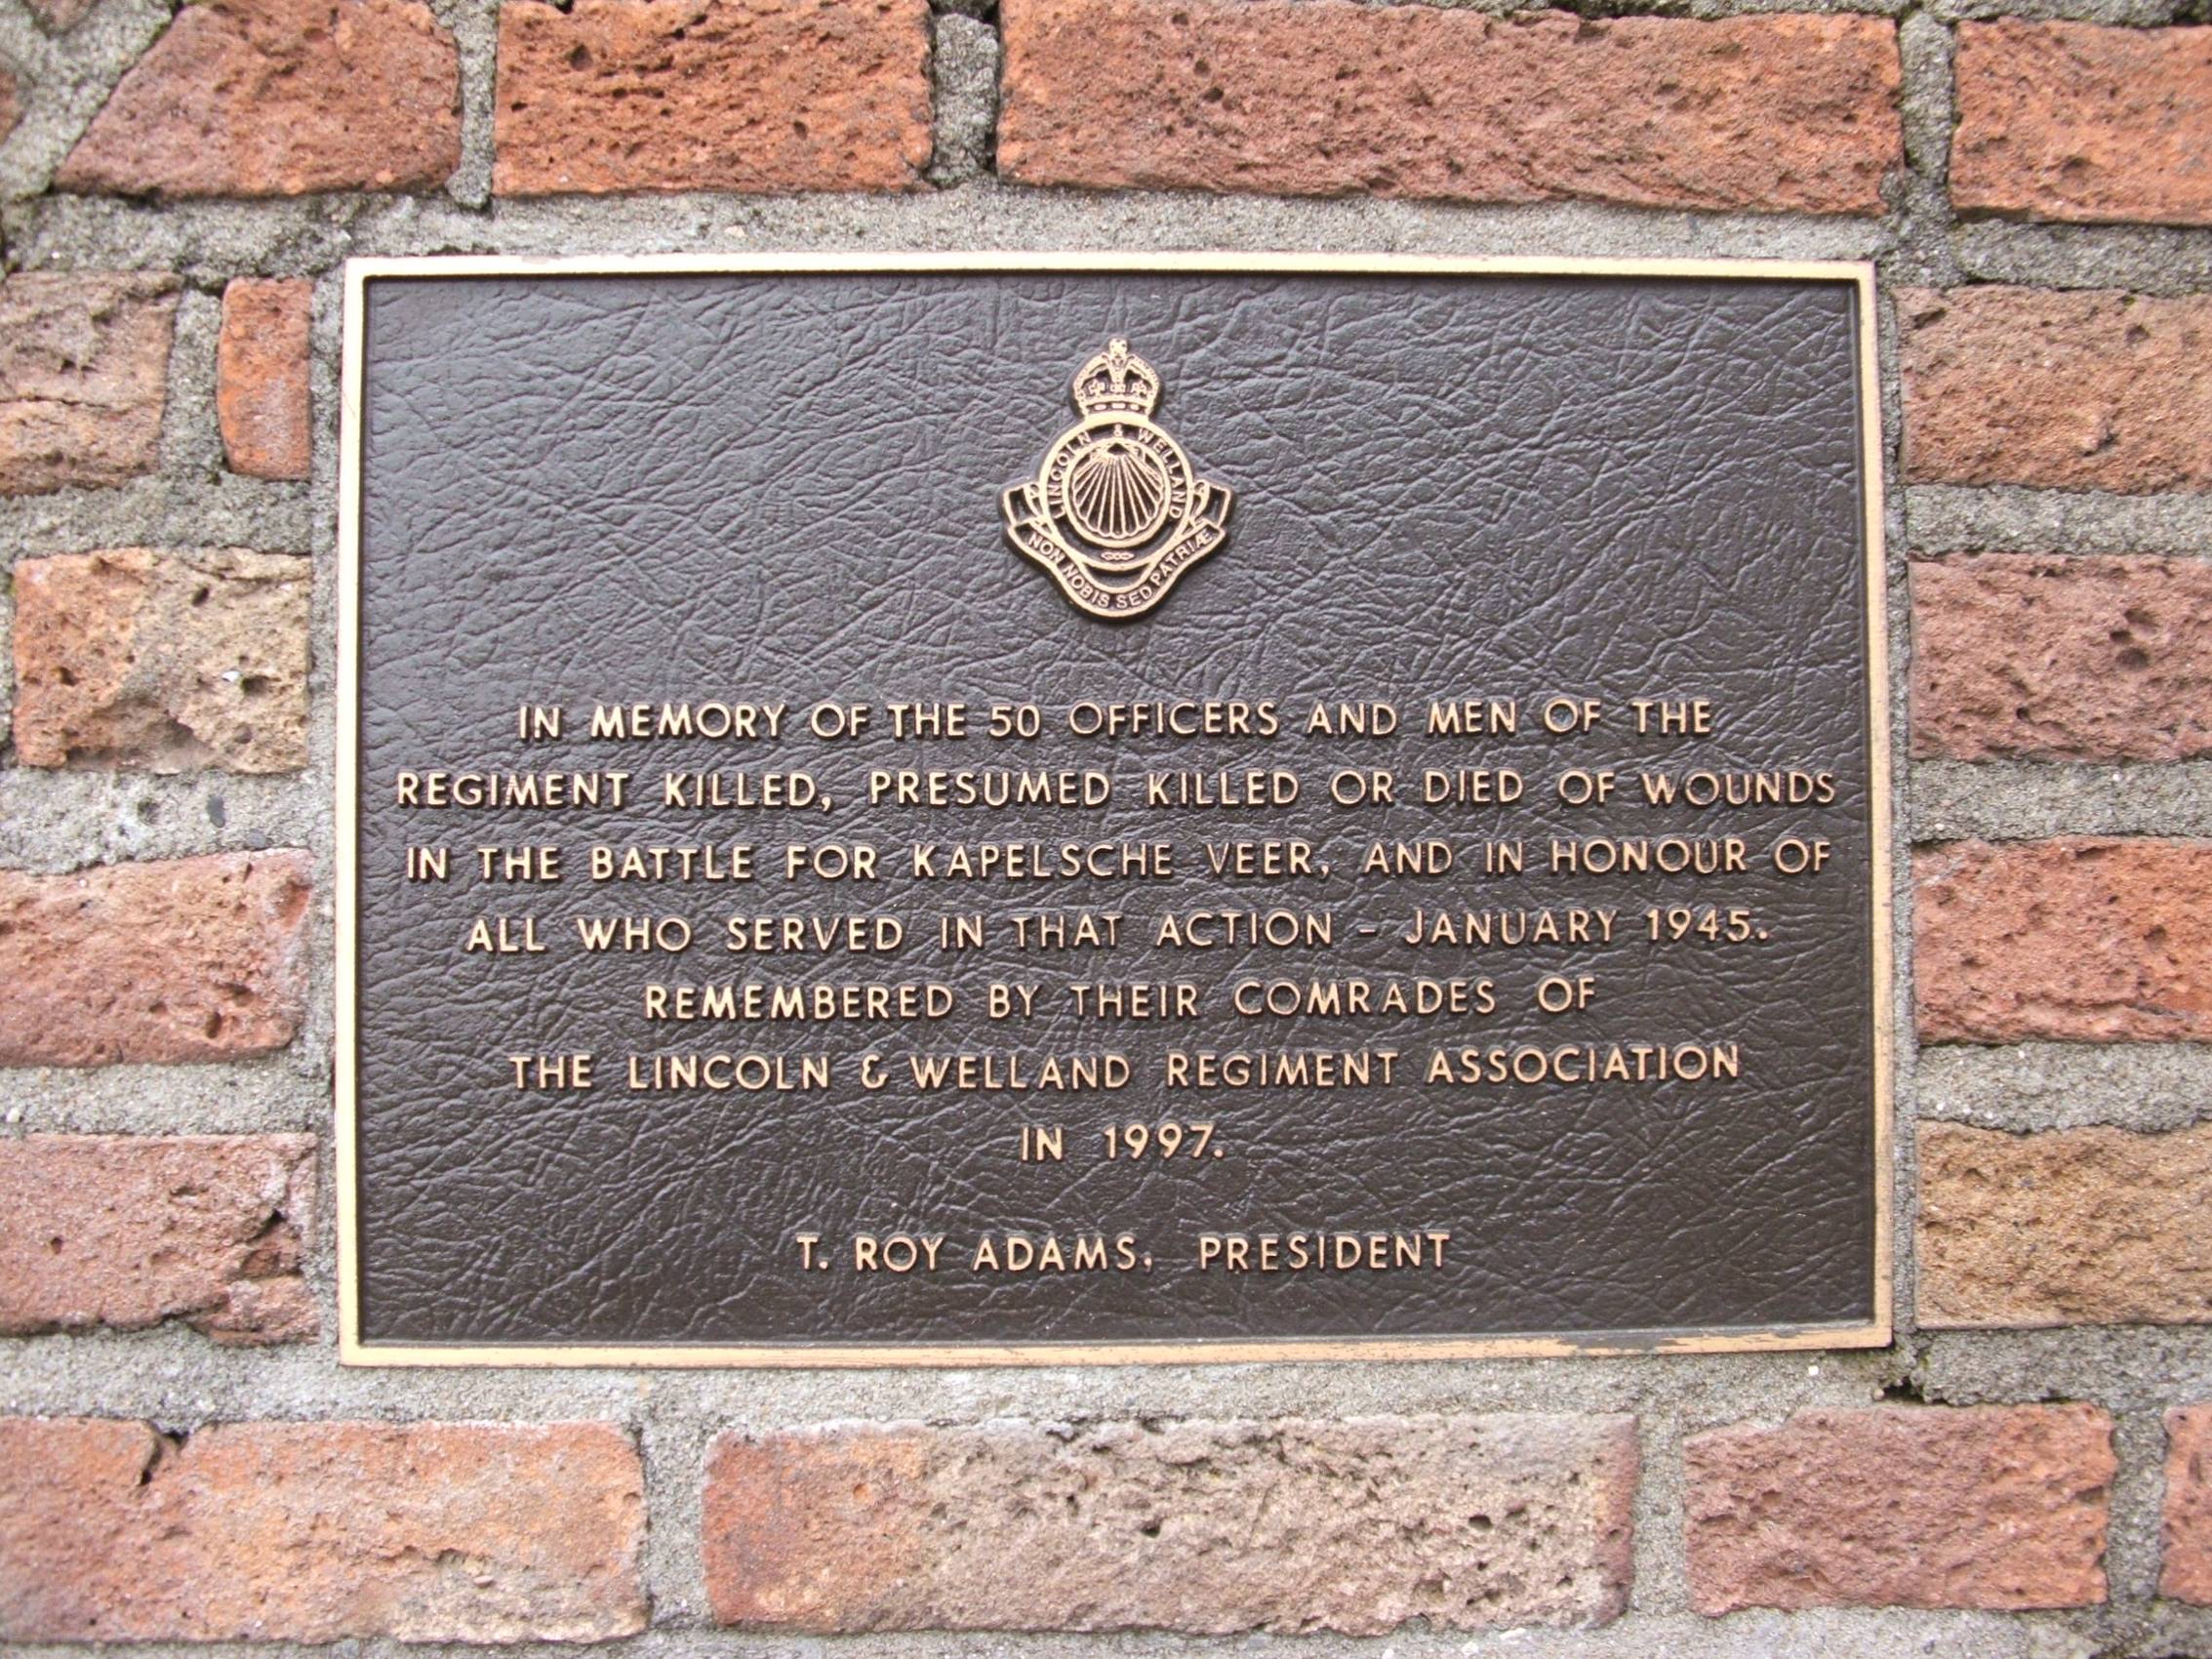 LINCOLN & WELLAND
NON NOBIS SED PATRIÆ
IN MEMORY OF THE 50 OFFICERS AND MEN OF THE
REGIMENT KILLED, PRESUMED KILLED OR DIED OF WOUNDS
IN THE BATTLE FOR KAPELSCHE VEER, AND IN HONOUR OF
ALL WHO SERVED IN THAT ACTION - JANUARY 1945.
REMEMBERED BY THEIR COMRADES OF
THE LINCOLN & WELLAND REGIMENT ASSOCIATION
IN 1997.
T. ROY ADAMS, PRESIDENT